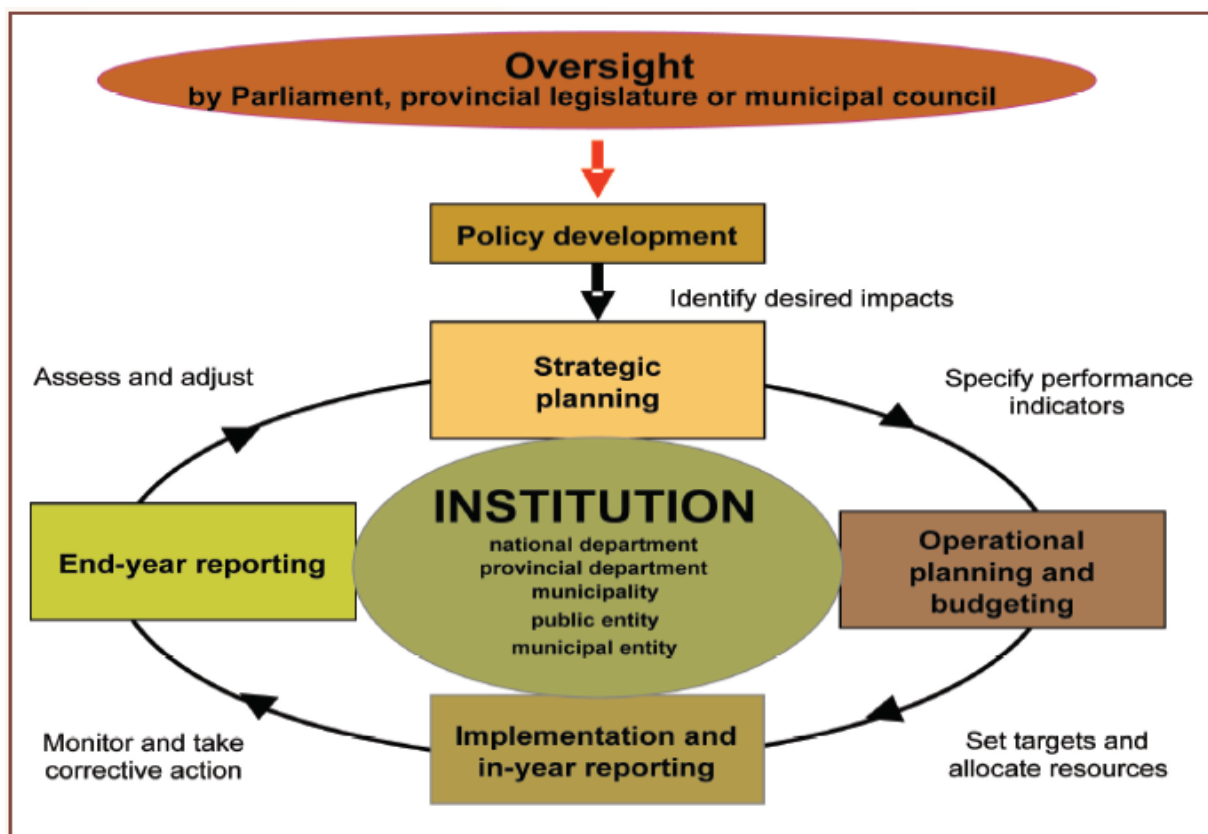 Oversight
by Parliament, provincial legislature or municipal council
Policy development
Identify desired impacts
Strategic
planning
Assess and adjust
Specify performance
indicators
INSTITUTION
national department
provincial department
municipality
public entity
municipal entity
End-year reporting
Operational
planning and
budgeting
Implementation and
in-year reporting
Monitor and take
corrective action
Set targets and
allocate resources